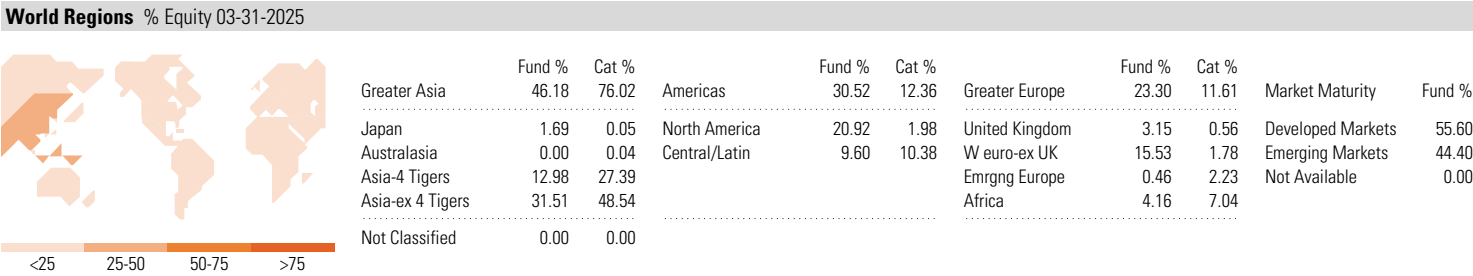 World Regions % Equity 03-31-2025
Fund % Cat %
Greater Asia 46.18 76.02
Japan 1.69 0.05
Australasia 0.00 0.04
Asia-4 Tigers 12.98 27.39
Asia-ex 4 Tigers 31.51 48.54
Not Classified 0.00 0.00
Fund % Cat %
Americas 30.52 12.36
North America 20.92 1.98
Central/Latin 9.60 10.38
Fund % Cat %
Greater Europe 23.30 11.61
United Kingdom 3.15 0.56
W euro-ex UK 15.53 1.78
Emrgng Europe 0.46 2.23
Africa 4.16 7.04
Market Maturity Fund %
Developed Markets 55.60
Emerging Markets 44.40
Not Available 0.00
<25 25-50 50-75 >75